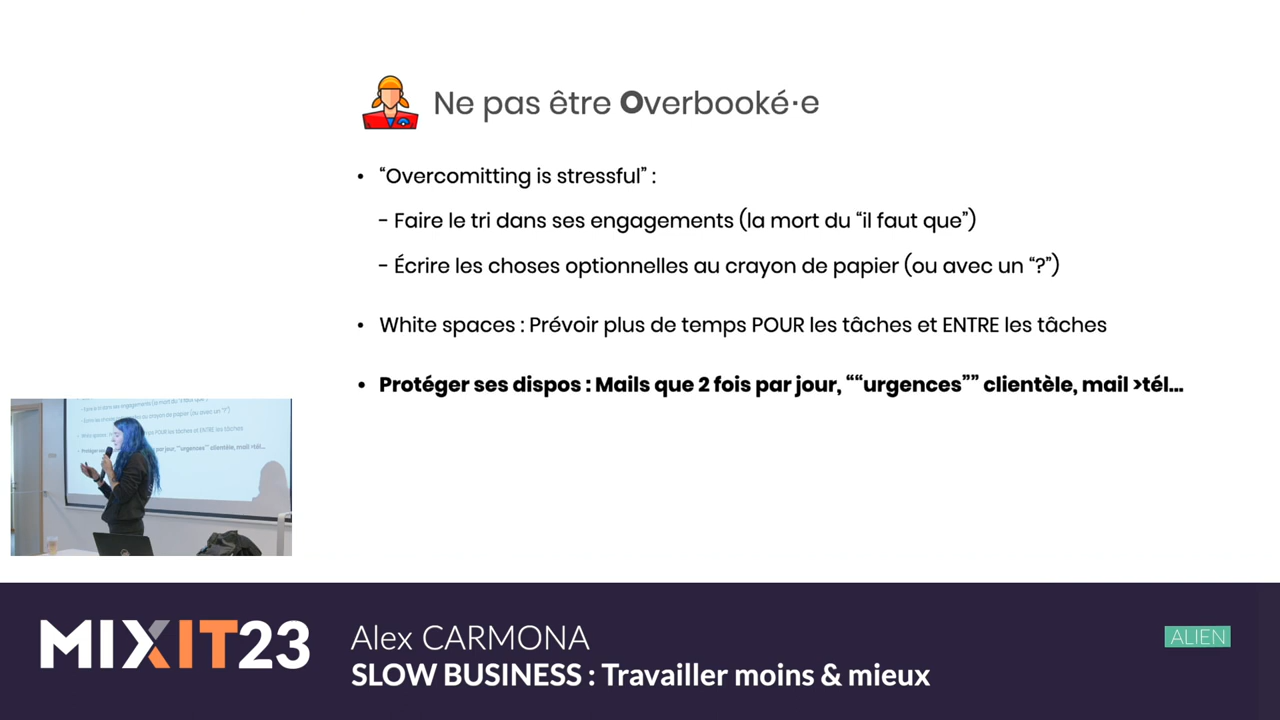 Ne pas être Overbooké·e
• “Overcomitting is stressful” :
- Faire le tri dans ses engagements (la mort du “il faut que”)
- Écrire les choses optionnelles au crayon de papier (ou avec un “?”)
• White spaces : Prévoir plus de temps POUR les tâches et ENTRE les tâches
• Protéger ses dispos : Mails que 2 fois par jour, ““urgences”” clientèle, mail >tél...
MIXIT23
Alex CARMONA
SLOW BUSINESS : Travailler moins & mieux
ALIEN